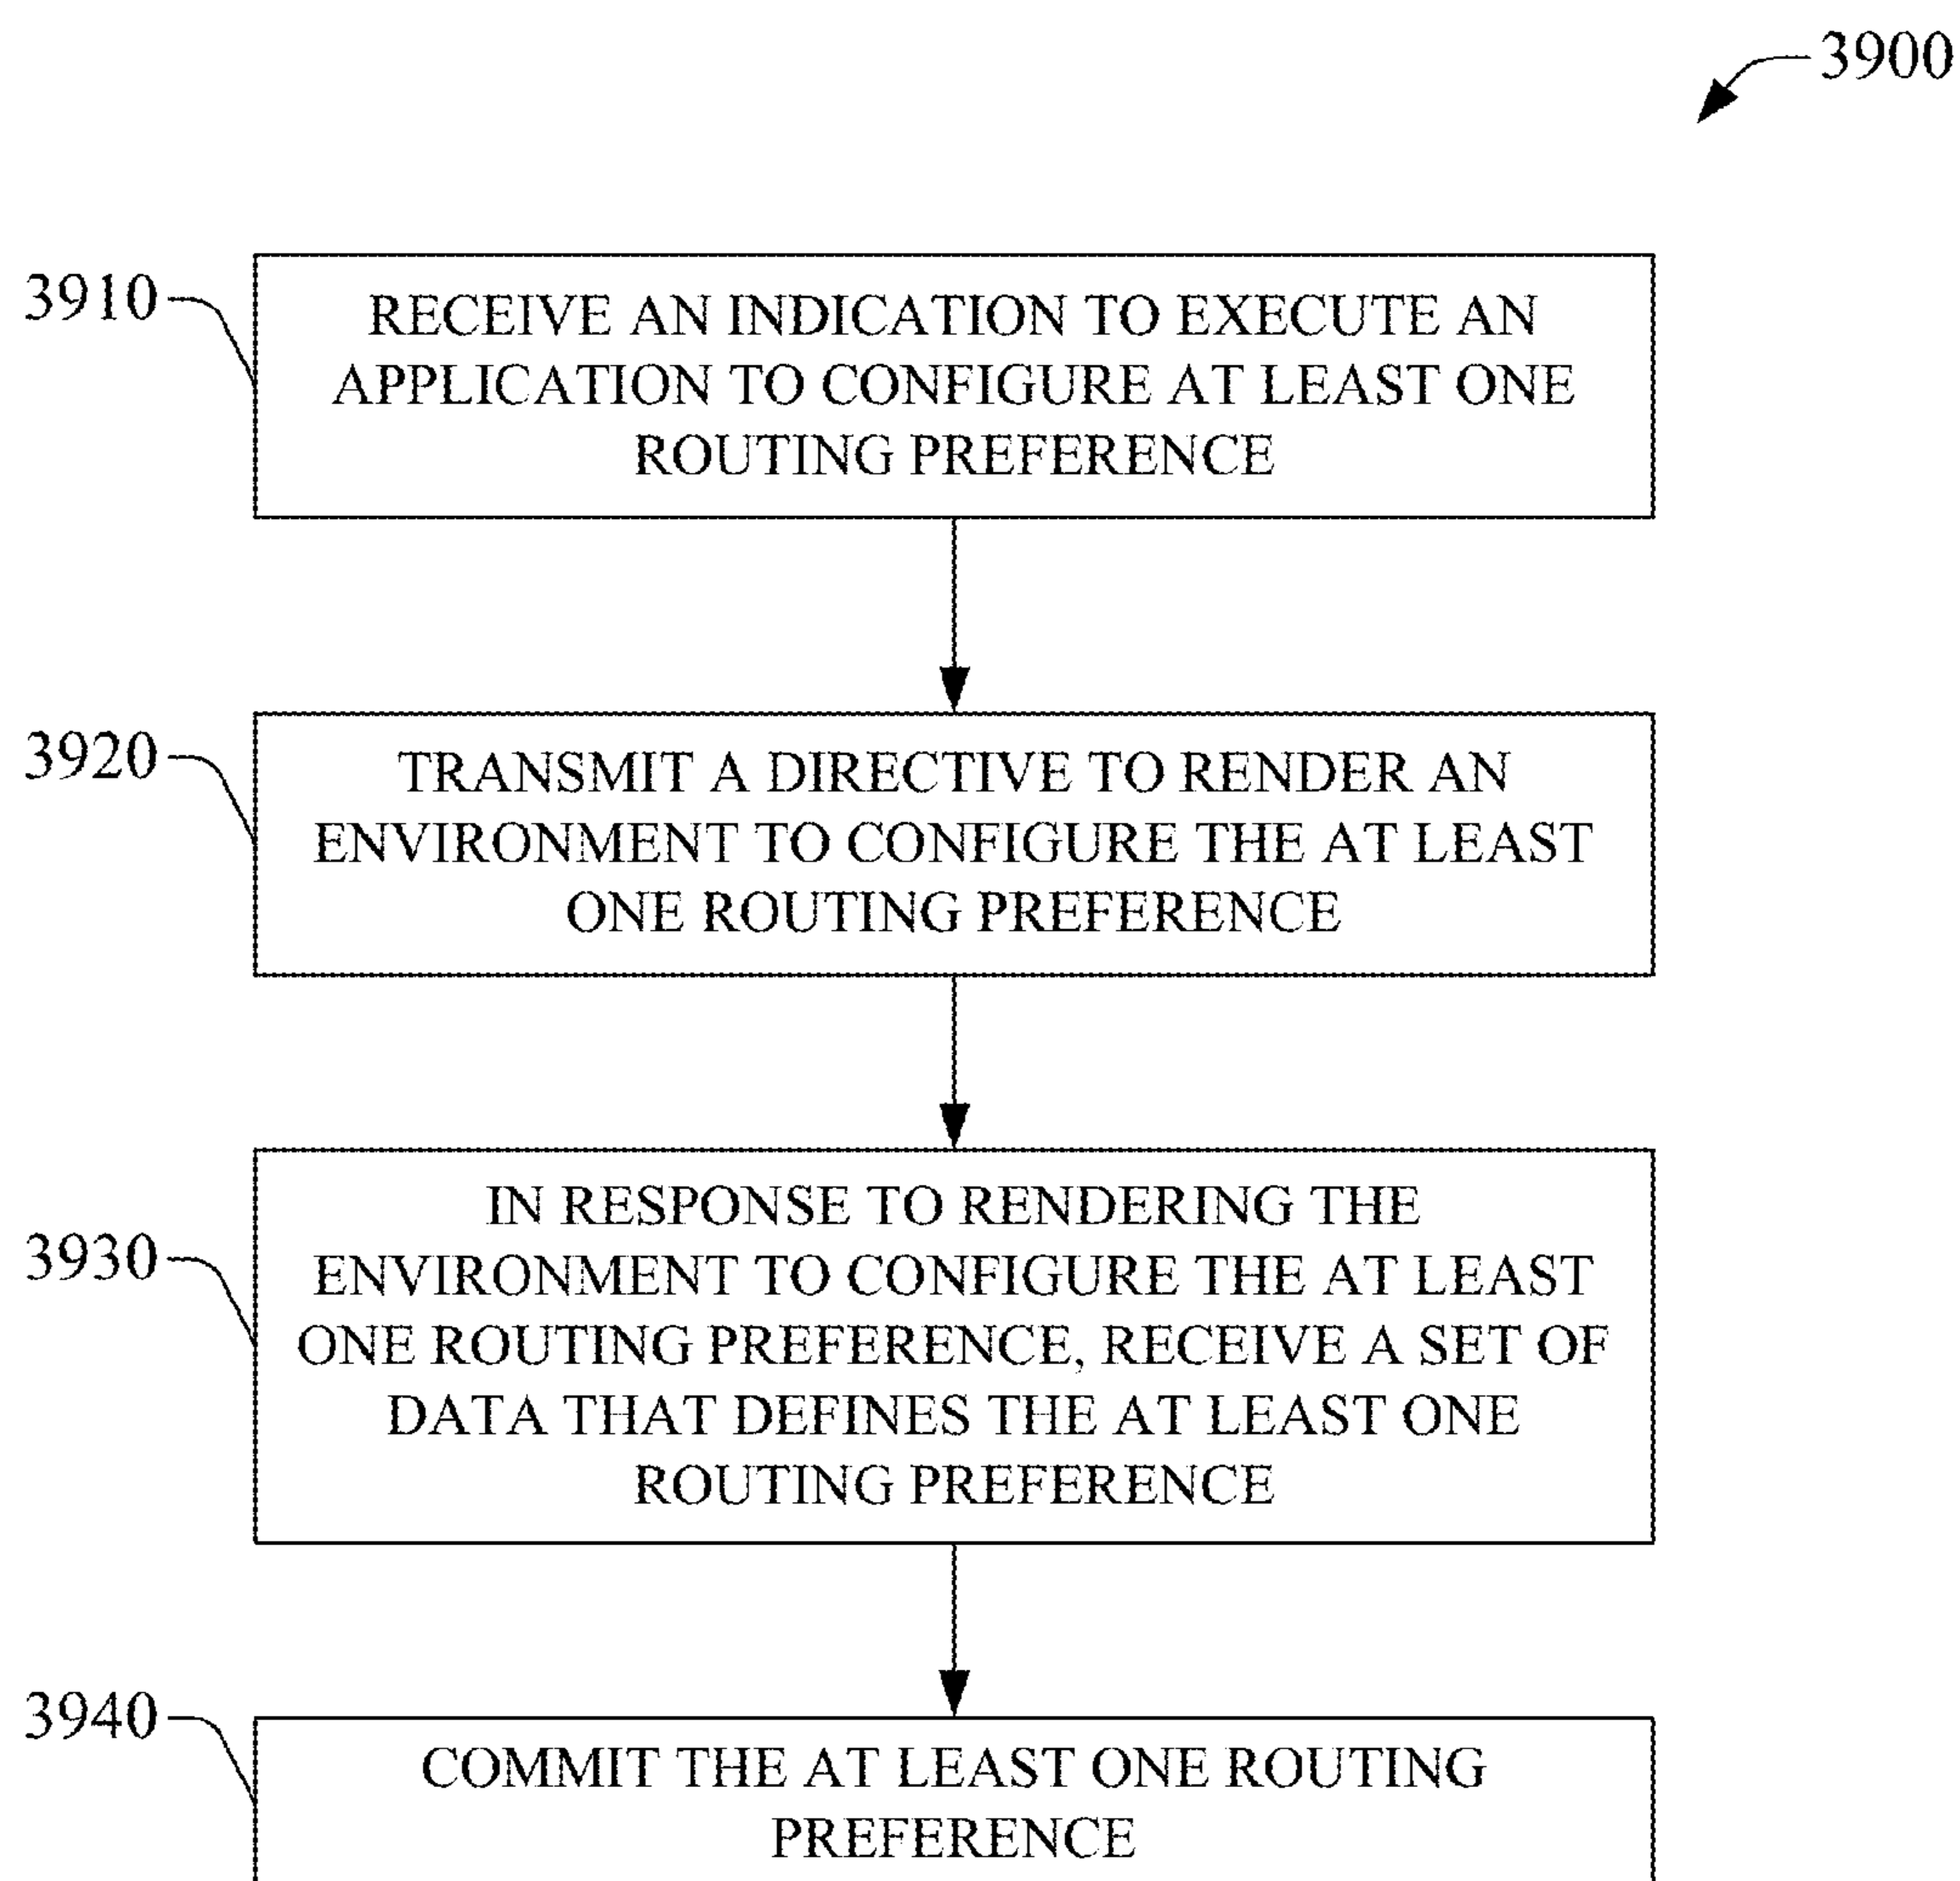 3900
3910
RECEIVE AN INDICATION TO EXECUTE AN
APPLICATION TO CONFIGURE AT LEAST ONE
ROUTING PREFERENCE
3920
TRANSMIT A DIRECTIVE TO RENDER AN
ENVIRONMENT TO CONFIGURE THE AT LEAST
ONE ROUTING PREFERENCE
3930
IN RESPONSE TO RENDERING THE
ENVIRONMENT TO CONFIGURE THE AT LEAST
ONE ROUTING PREFERENCE, RECEIVE A SET OF
DATA THAT DEFINES THE AT LEAST ONE
ROUTING PREFERENCE
3940
COMMIT THE AT LEAST ONE ROUTING
PREFERENCE